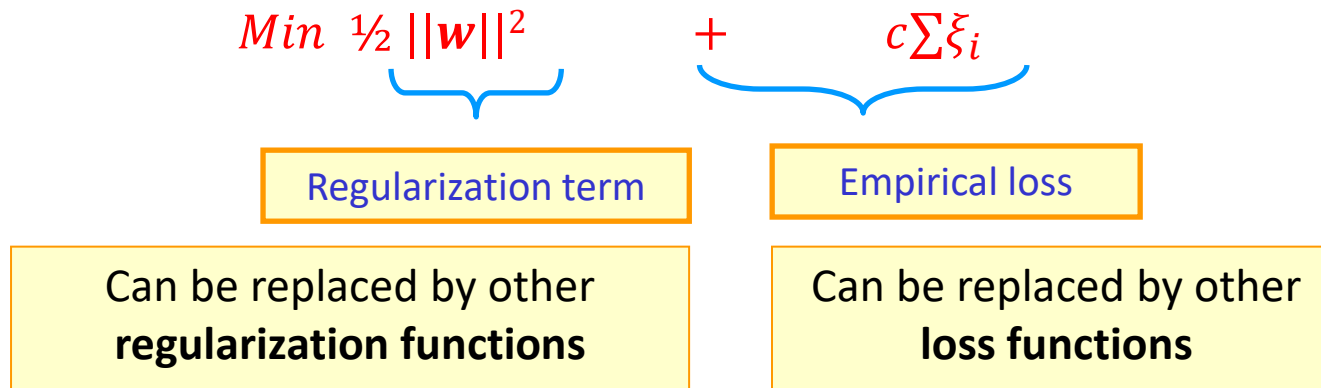 Min ½ ||w||² + c∑ξᵢ
Regularization term
Empirical loss
Can be replaced by other
regularization functions
Can be replaced by other
loss functions